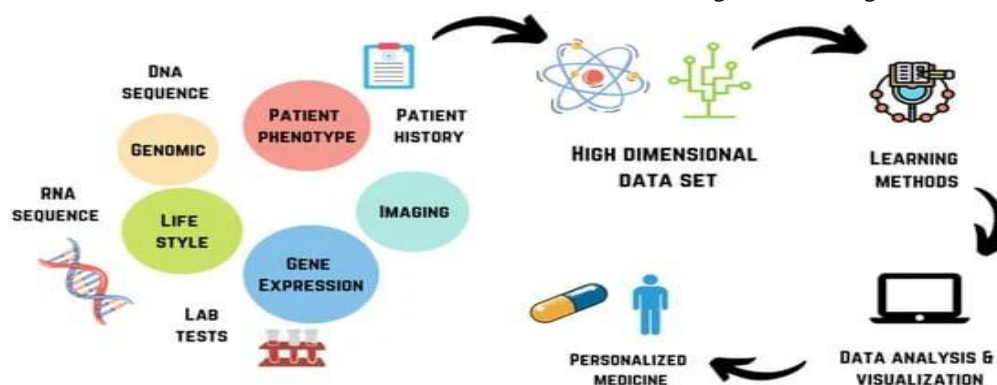 DNA
SEQUENCE
GENOMIC
PATIENT
PHENOTYPE
PATIENT
HISTORY
RNA
SEQUENCE
LIFE
STYLE
IMAGING
GENE
EXPRESSION
LAB
TESTS
HIGH DIMENSIONAL
DATA SET
LEARNING
METHODS
DATA ANALYSIS &
VISUALIZATION
PERSONALIZED
MEDICINE